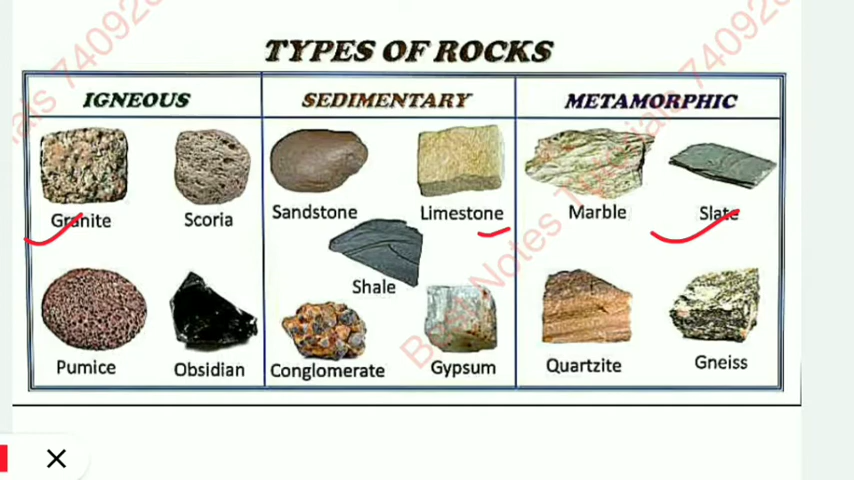 TYPES OF ROCKS
IGNEOUS
SEDIMENTARY
METAMORPHIC
Granite
Scoria
Sandstone
Limestone
Marble
Slate
Shale
Pumice
Obsidian
Conglomerate
Gypsum
Quartzite
Gneiss